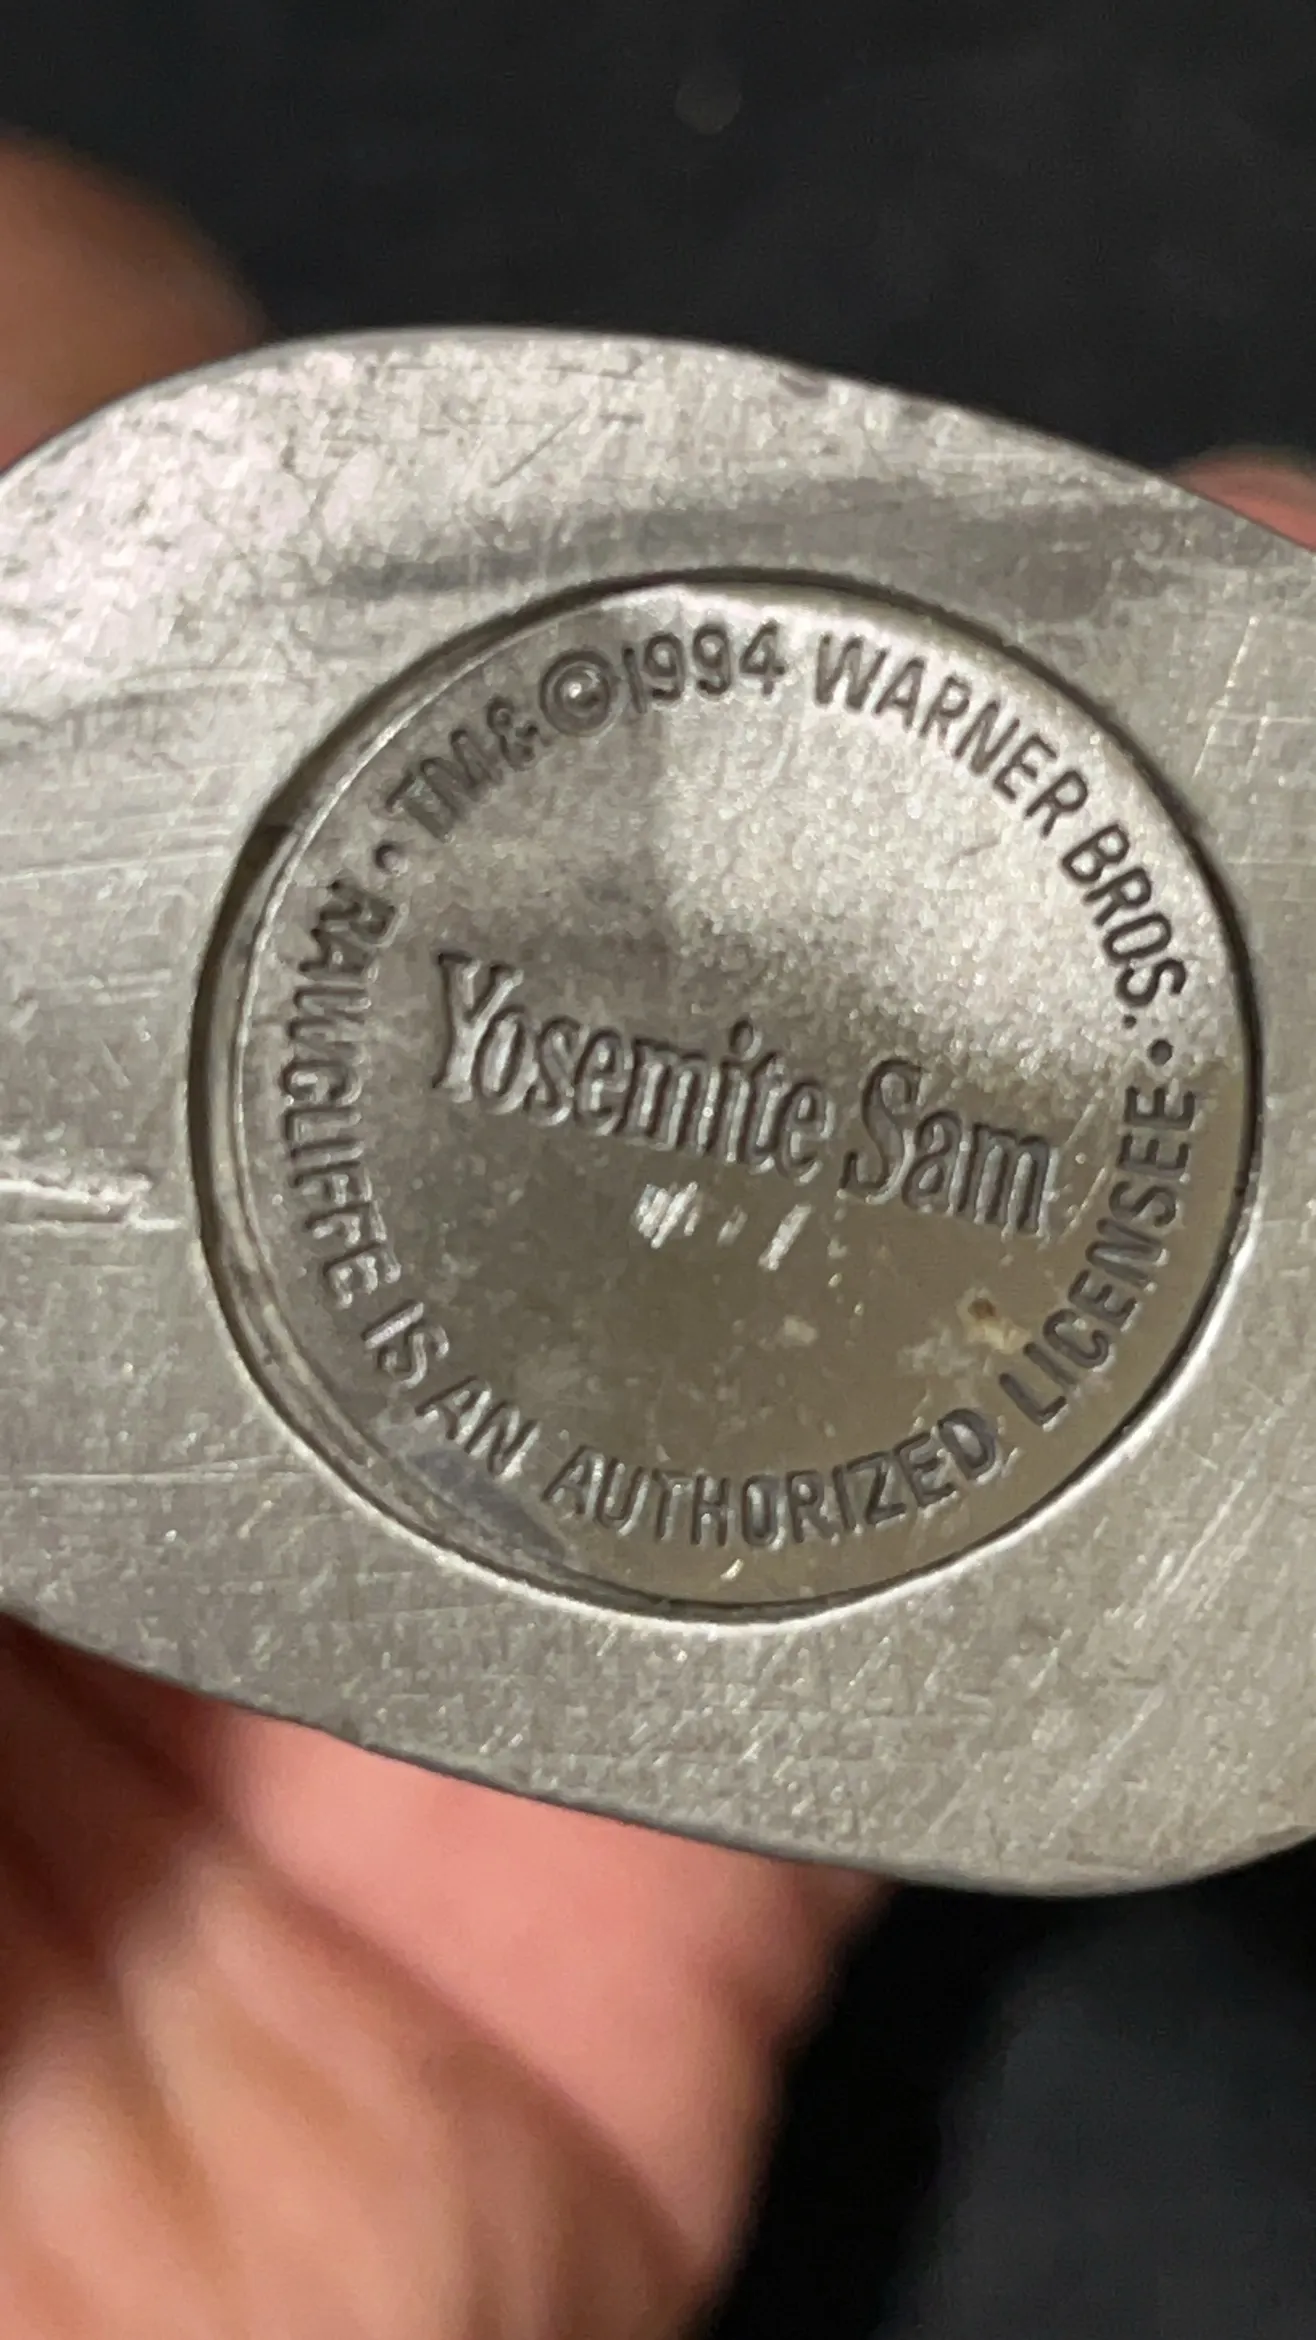 TM & © 1994 WARNER BROS. •
Yosemite Sam
RAWCLIFFE IS AN AUTHORIZED LICENSEE •